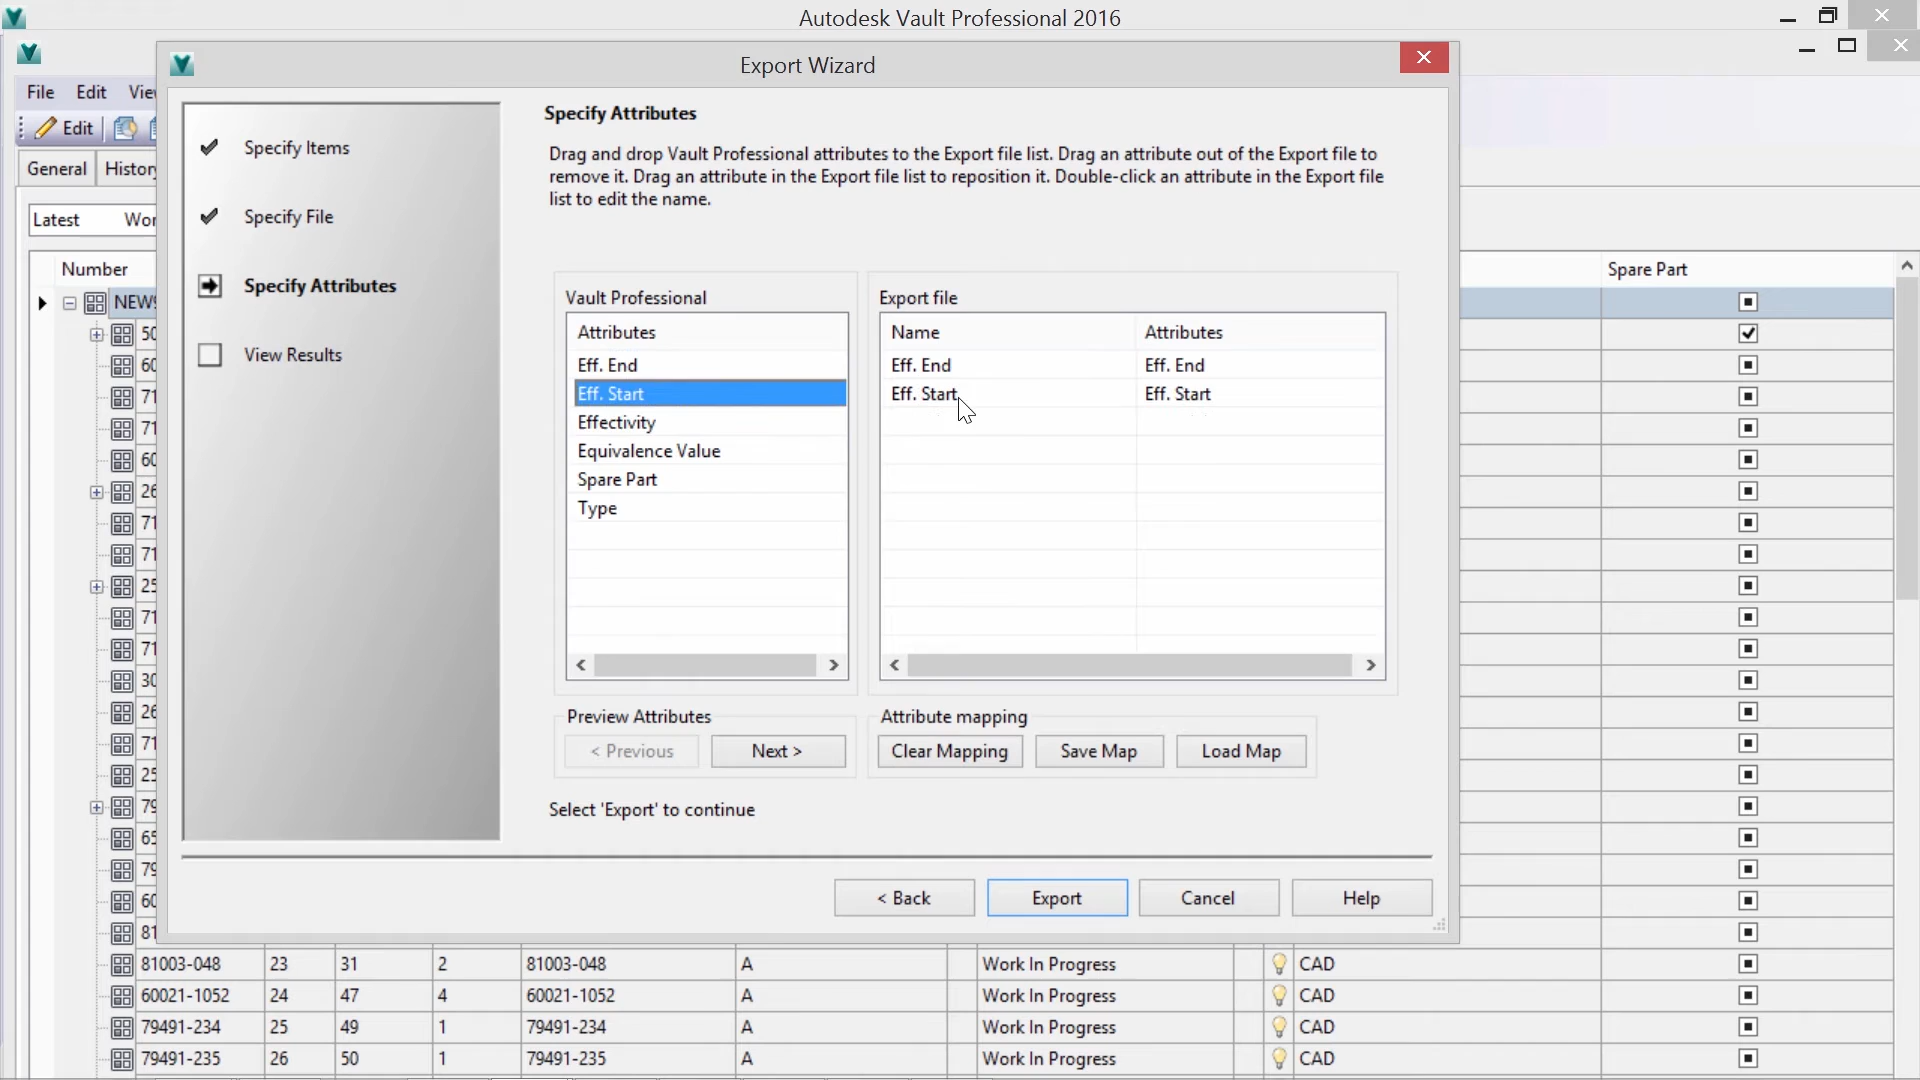 Autodesk Vault Professional 2016
Export Wizard
File Edit
Edit
General History
Latest
Number
Spare Part
Specify Items
Specify File
Specify Attributes
View Results
Specify Attributes
Drag and drop Vault Professional attributes to the Export file list. Drag an attribute out of the Export file to
remove it. Drag an attribute in the Export file list to reposition it. Double-click an attribute in the Export file
list to edit the name.
Vault Professional
Attributes
Eff. End
Eff. Start
Effectivity
Equivalence Value
Spare Part
Type
Export file
Name Attributes
Eff. End Eff. End
Eff. Start Eff. Start
Preview Attributes
< Previous Next >
Attribute mapping
Clear Mapping Save Map Load Map
Select 'Export' to continue
< Back Export Cancel Help
81003-048 23 31 2 81003-048 A Work In Progress CAD
60021-1052 24 47 4 60021-1052 A Work In Progress CAD
79491-234 25 49 1 79491-234 A Work In Progress CAD
79491-235 26 50 1 79491-235 A Work In Progress CAD